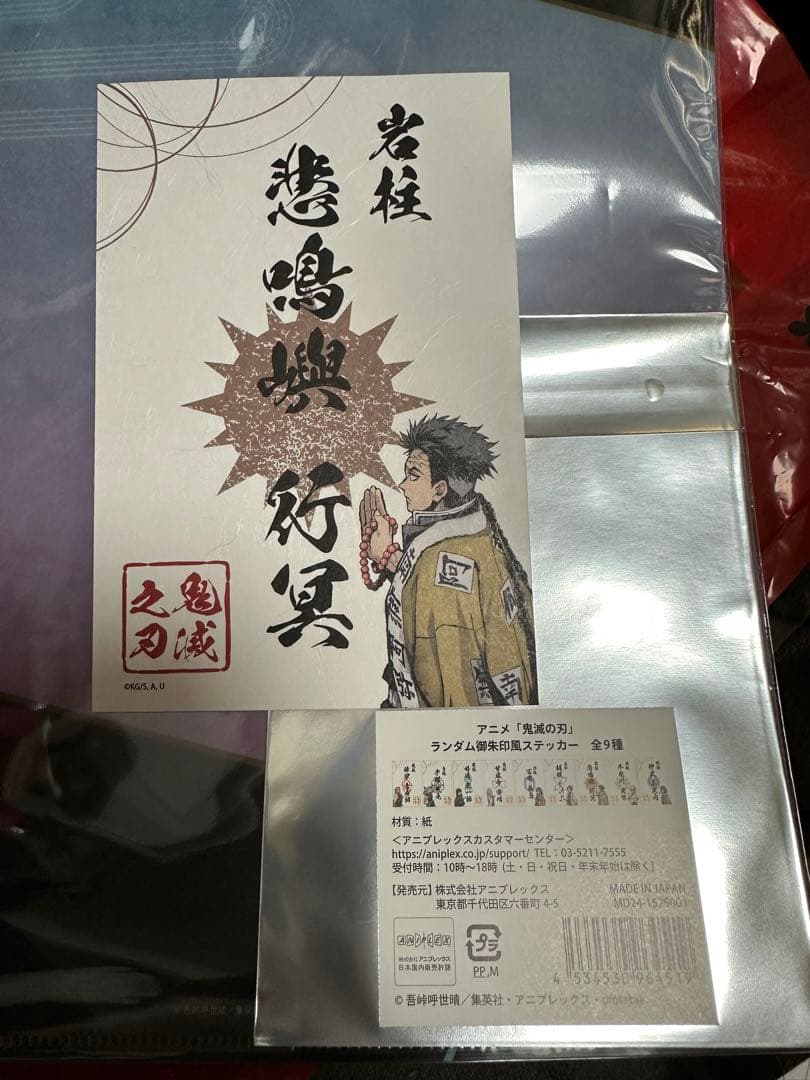 岩柱
悲鳴嶼 行冥
鬼滅
之刃
©KG/S, A, U
アニメ「鬼滅の刃」
ランダム御朱印風ステッカー 全9種
材質:紙
<アニプレックスカスタマーセンター>
https://aniplex.co.jp/support/ TEL:03-5211-7555
受付時間:10時~18時 (土・日・祝日・年末年始は除く)
【発売元】株式会社アニプレックス
東京都千代田区六番町 4-5
MADE IN JAPAN
MD24-1525001
ANIPLEX
株式会社アニプレックス
日本国内販売許諾
プラ
PP,M
4 534530 964519
© 吾峠呼世晴/集英社・アニプレックス・ufotable